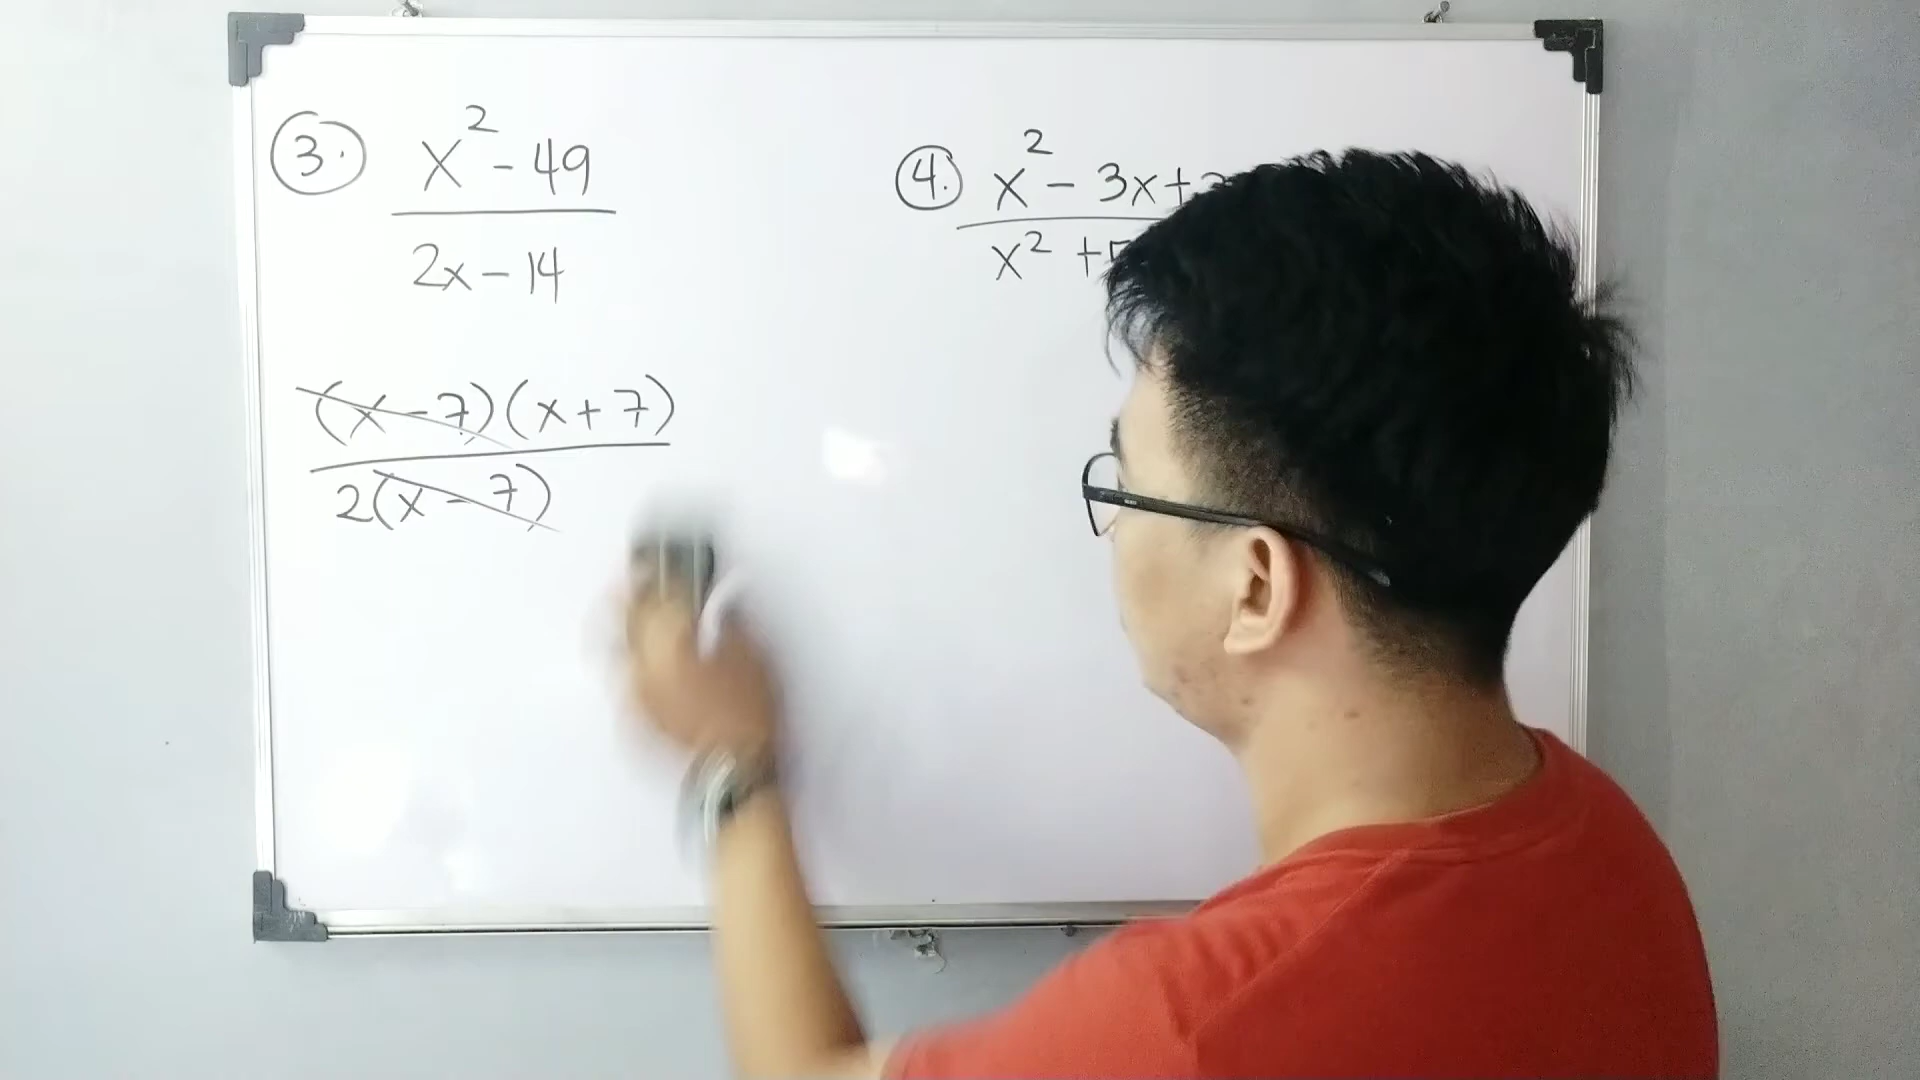 3.
x² - 49
2x - 14
(x - 7)(x + 7)
2(x - 7)
4.
x² - 3x +
x² +